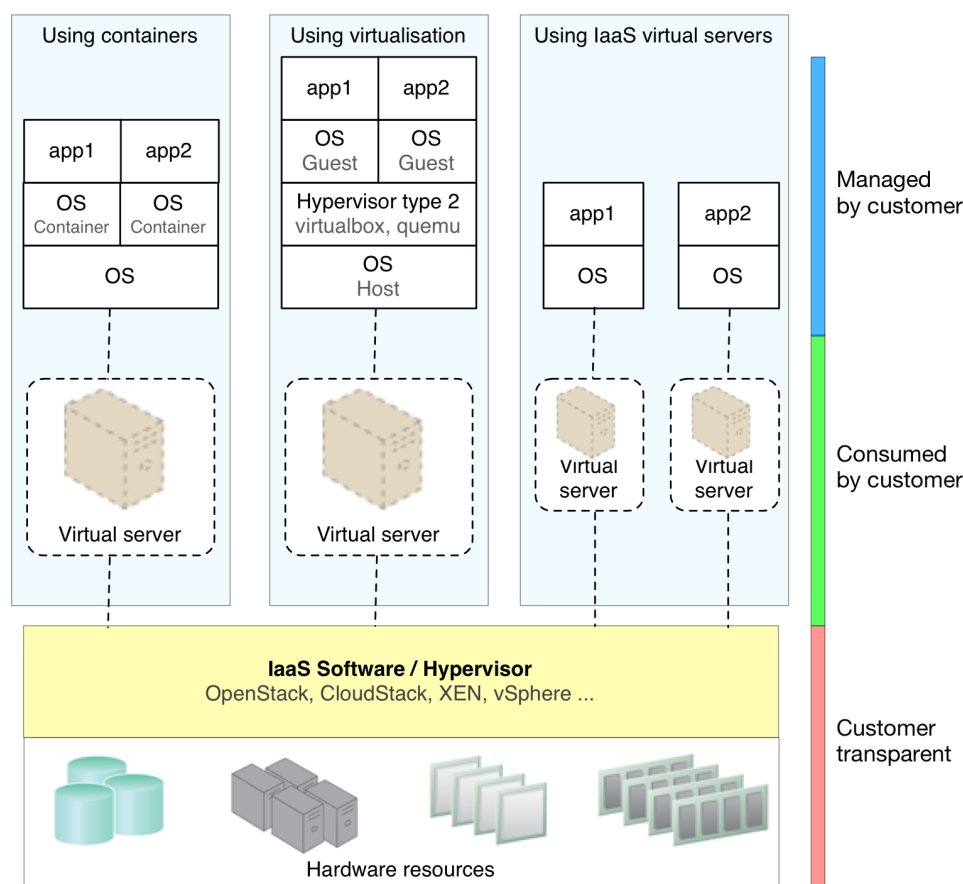 Using containers
app1
app2
OS
Container
OS
Container
OS
Virtual server
Using virtualisation
app1
app2
OS
Guest
OS
Guest
Hypervisor type 2
virtualbox, quemu
OS
Host
Virtual server
Using IaaS virtual servers
app1
OS
Virtual
server
app2
OS
Virtual
server
Managed
by customer
Consumed
by customer
Customer
transparent
IaaS Software / Hypervisor
OpenStack, CloudStack, XEN, vSphere ...
Hardware resources